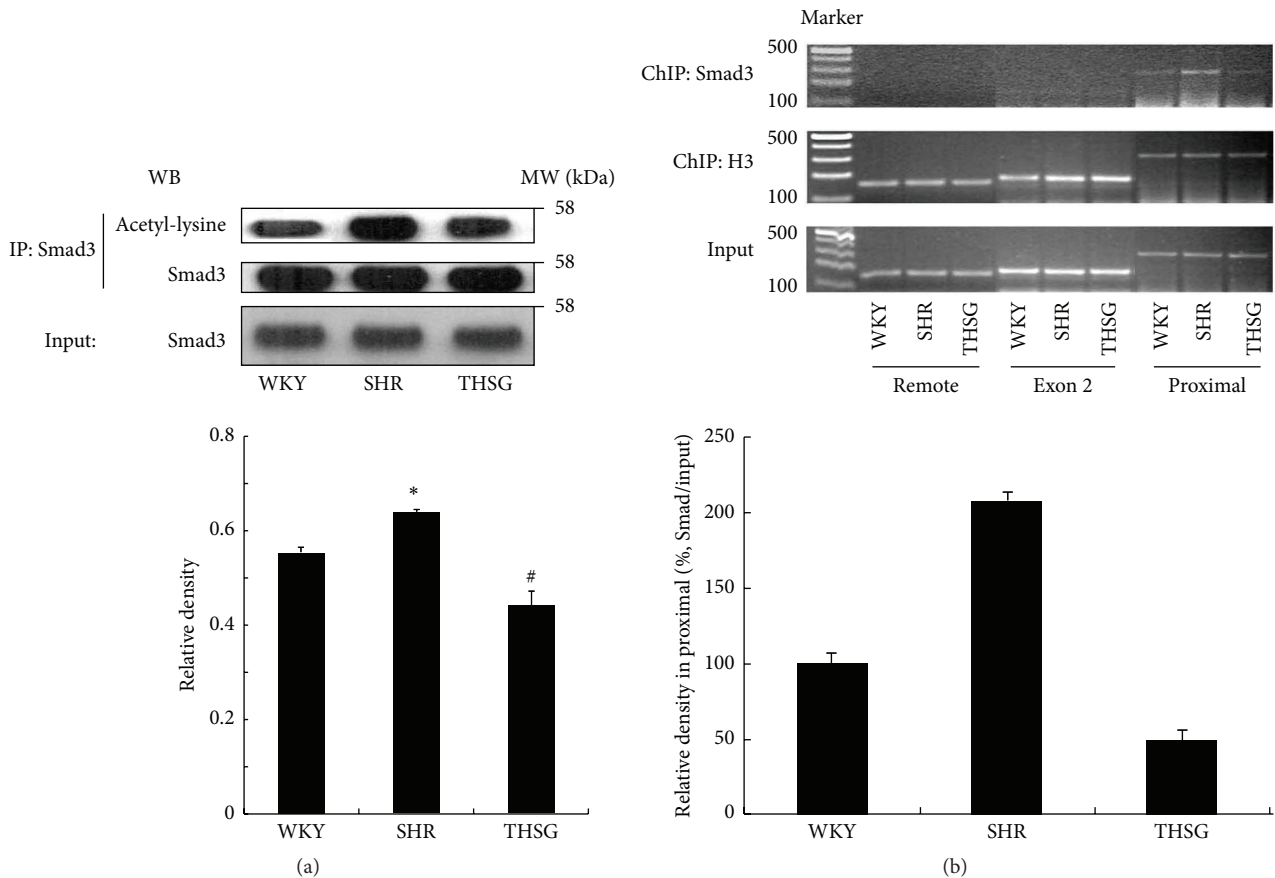 WB
MW (kDa)
IP: Smad3
Acetyl-lysine
58
Smad3
58
58
Input:
Smad3
WKY
SHR
THSG
0.8
0.6
0.4
0.2
0
Relative density
*
#
WKY
SHR
THSG
(a)
Marker
ChIP: Smad3
500
100
ChIP: H3
500
100
Input
500
100
WKY
SHR
THSG
WKY
SHR
THSG
WKY
SHR
THSG
Remote
Exon 2
Proximal
250
200
150
100
50
0
Relative density in proximal (%, Smad/input)
WKY
SHR
THSG
(b)